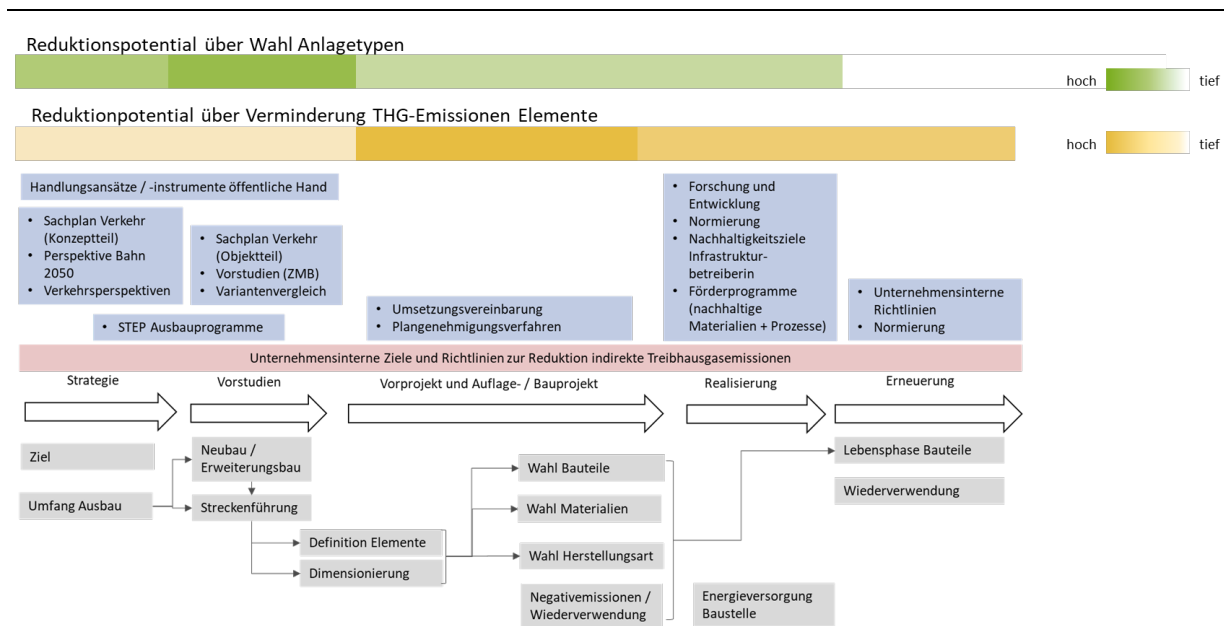 Reduktionspotential über Wahl Anlagetypen
hoch
tief
Reduktionpotential über Verminderung THG-Emissionen Elemente
hoch
tief
Handlungsansätze / -instrumente öffentliche Hand
• Sachplan Verkehr
(Konzeptteil)
• Perspektive Bahn
2050
• Verkehrsperspektiven
• Sachplan Verkehr
(Objektteil)
• Vorstudien (ZMB)
• Variantenvergleich
• STEP Ausbauprogramme
• Umsetzungsvereinbarung
• Plangenehmigungsverfahren
• Forschung und
Entwicklung
• Normierung
• Nachhaltigkeitsziele
Infrastruktur-
betreiberin
• Förderprogramme
(nachhaltige
Materialien + Prozesse)
• Unternehmensinterne
Richtlinien
• Normierung
Unternehmensinterne Ziele und Richtlinien zur Reduktion indirekte Treibhausgasemissionen
Strategie
Vorstudien
Vorprojekt und Auflage- / Bauprojekt
Realisierung
Erneuerung
Ziel
Umfang Ausbau
Neubau /
Erweiterungsbau
Streckenführung
Definition Elemente
Dimensionierung
Wahl Bauteile
Wahl Materialien
Wahl Herstellungsart
Negativemissionen /
Wiederverwendung
Energieversorgung
Baustelle
Lebensphase Bauteile
Wiederverwendung